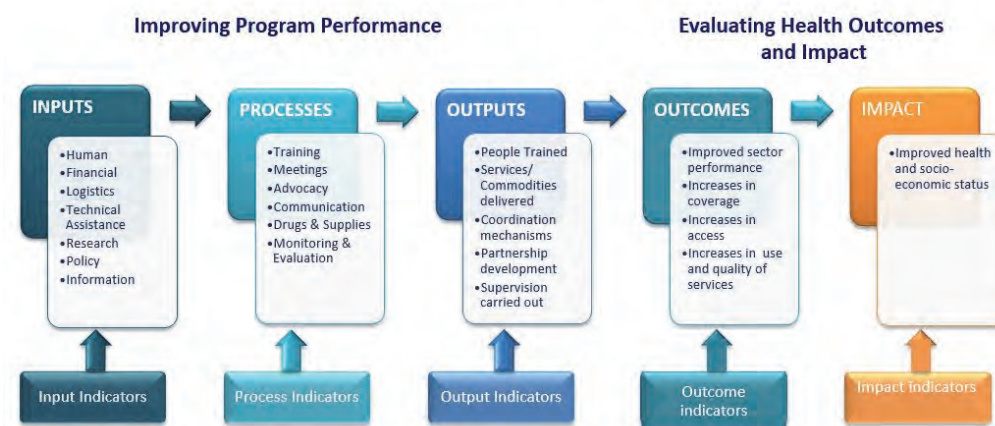 Improving Program Performance
Evaluating Health Outcomes
and Impact
INPUTS
•Human
•Financial
•Logistics
•Technical
Assistance
•Research
•Policy
•Information
Input Indicators
PROCESSES
•Training
•Meetings
•Advocacy
•Communication
•Drugs & Supplies
•Monitoring &
Evaluation
Process Indicators
OUTPUTS
•People Trained
•Services/
Commodities
delivered
•Coordination
mechanisms
•Partnership
development
•Supervision
carried out
Output Indicators
OUTCOMES
•Improved sector
performance
•Increases in
coverage
•Increases in
access
•Increases in use
and quality of
services
Outcome
indicators
IMPACT
•Improved health
and socio-
economic status
Impact indicators